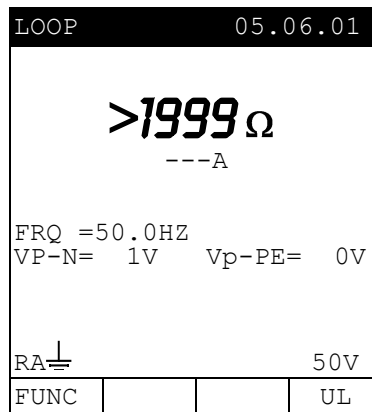 LOOP 05.06.01
>1999 Ω
---A
FRQ =50.0HZ
VP-N= 1V Vp-PE= 0V
RA 50V
FUNC UL